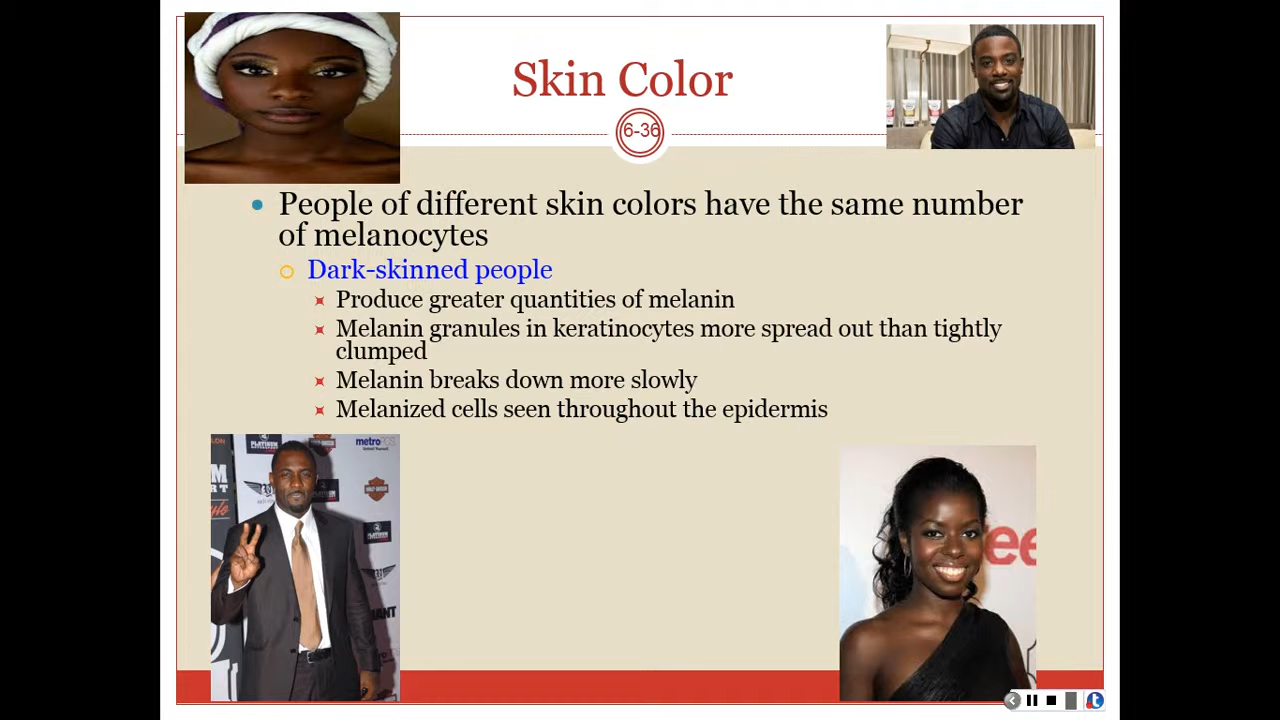 Skin Color
6-36
People of different skin colors have the same number
of melanocytes
Dark-skinned people
Produce greater quantities of melanin
Melanin granules in keratinocytes more spread out than tightly
clumped
Melanin breaks down more slowly
Melanized cells seen throughout the epidermis
metroPCS